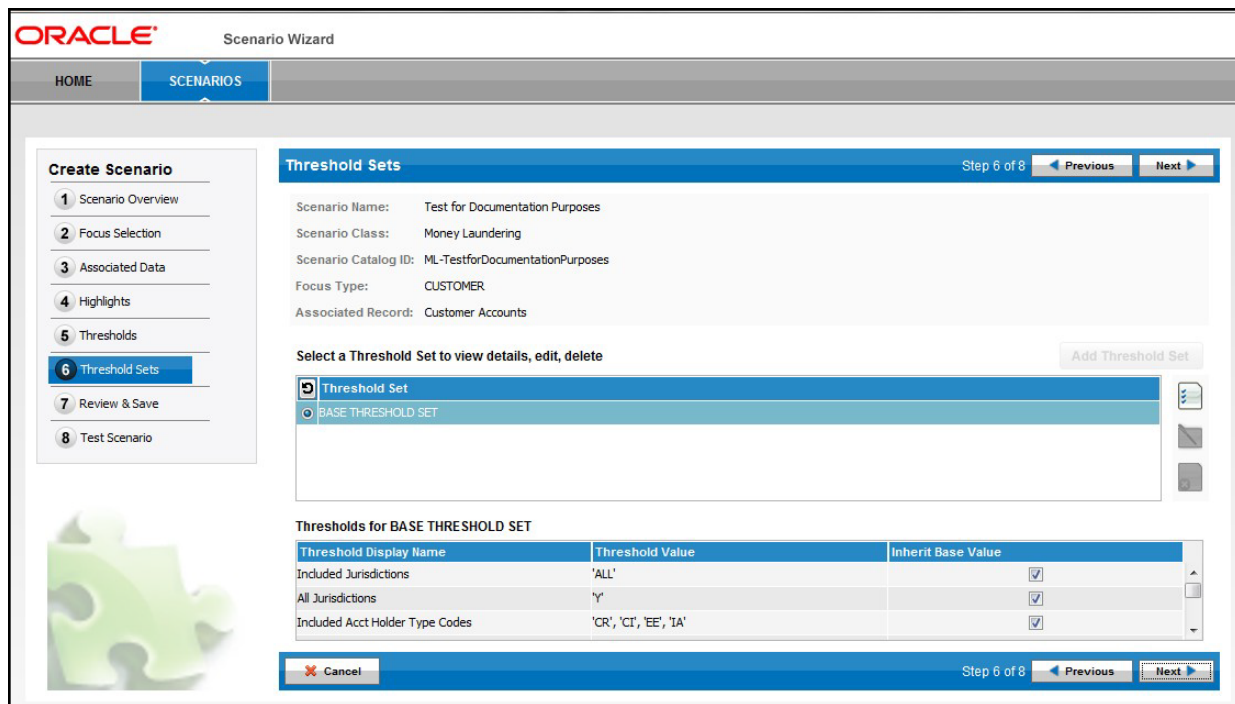 ORACLE® Scenario Wizard
HOME SCENARIOS
Create Scenario
1 Scenario Overview
2 Focus Selection
3 Associated Data
4 Highlights
5 Thresholds
6 Threshold Sets
7 Review & Save
8 Test Scenario
Threshold Sets Step 6 of 8 Previous Next
Scenario Name: Test for Documentation Purposes
Scenario Class: Money Laundering
Scenario Catalog ID: ML-TestforDocumentationPurposes
Focus Type: CUSTOMER
Associated Record: Customer Accounts
Select a Threshold Set to view details, edit, delete Add Threshold Set
Threshold Set
BASE THRESHOLD SET
Thresholds for BASE THRESHOLD SET
Threshold Display Name Threshold Value Inherit Base Value
Included Jurisdictions 'ALL'
All Jurisdictions 'Y'
Included Acct Holder Type Codes 'CR', 'CI', 'EE', 'IA'
Cancel Step 6 of 8 Previous Next